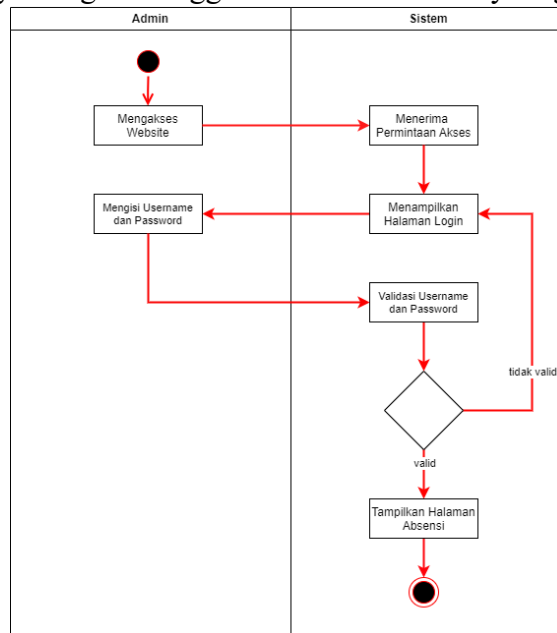 Admin
Sistem
Mengakses
Website
Menerima
Permintaan Akses
Mengisi Username
dan Password
Menampilkan
Halaman Login
Validasi Username
dan Password
tidak valid
valid
Tampilkan Halaman
Absensi